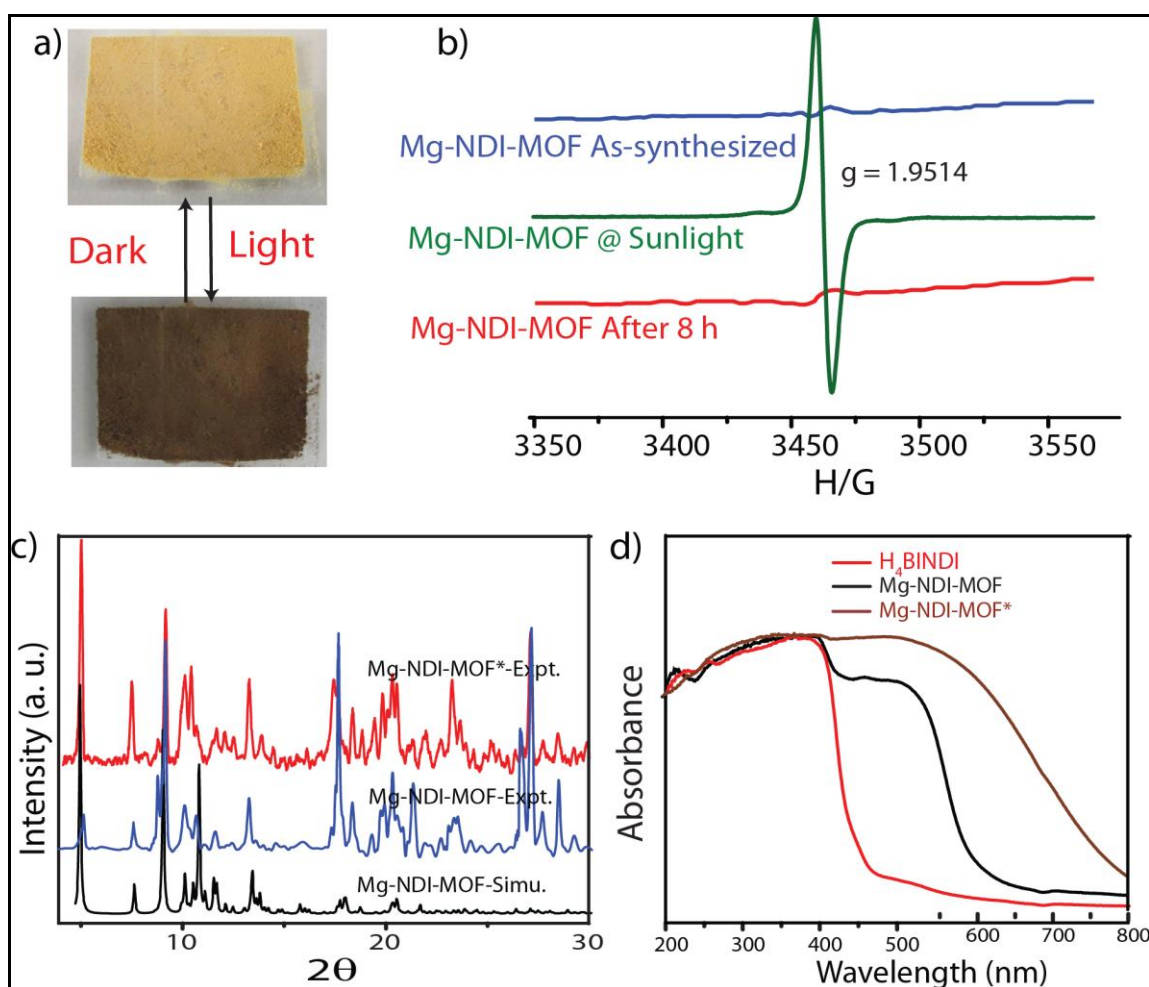 a)
Dark
Light
b)
Mg-NDI-MOF As-synthesized
g = 1.9514
Mg-NDI-MOF @ Sunlight
Mg-NDI-MOF After 8 h
3350 3400 3450 3500 3550
H/G
c)
Intensity (a. u.)
Mg-NDI-MOF*-Expt.
Mg-NDI-MOF-Expt.
Mg-NDI-MOF-Simu.
10 20 30
2θ
d)
Absorbance
H₄BINDI
Mg-NDI-MOF
Mg-NDI-MOF*
200 300 400 500 600 700 800
Wavelength (nm)